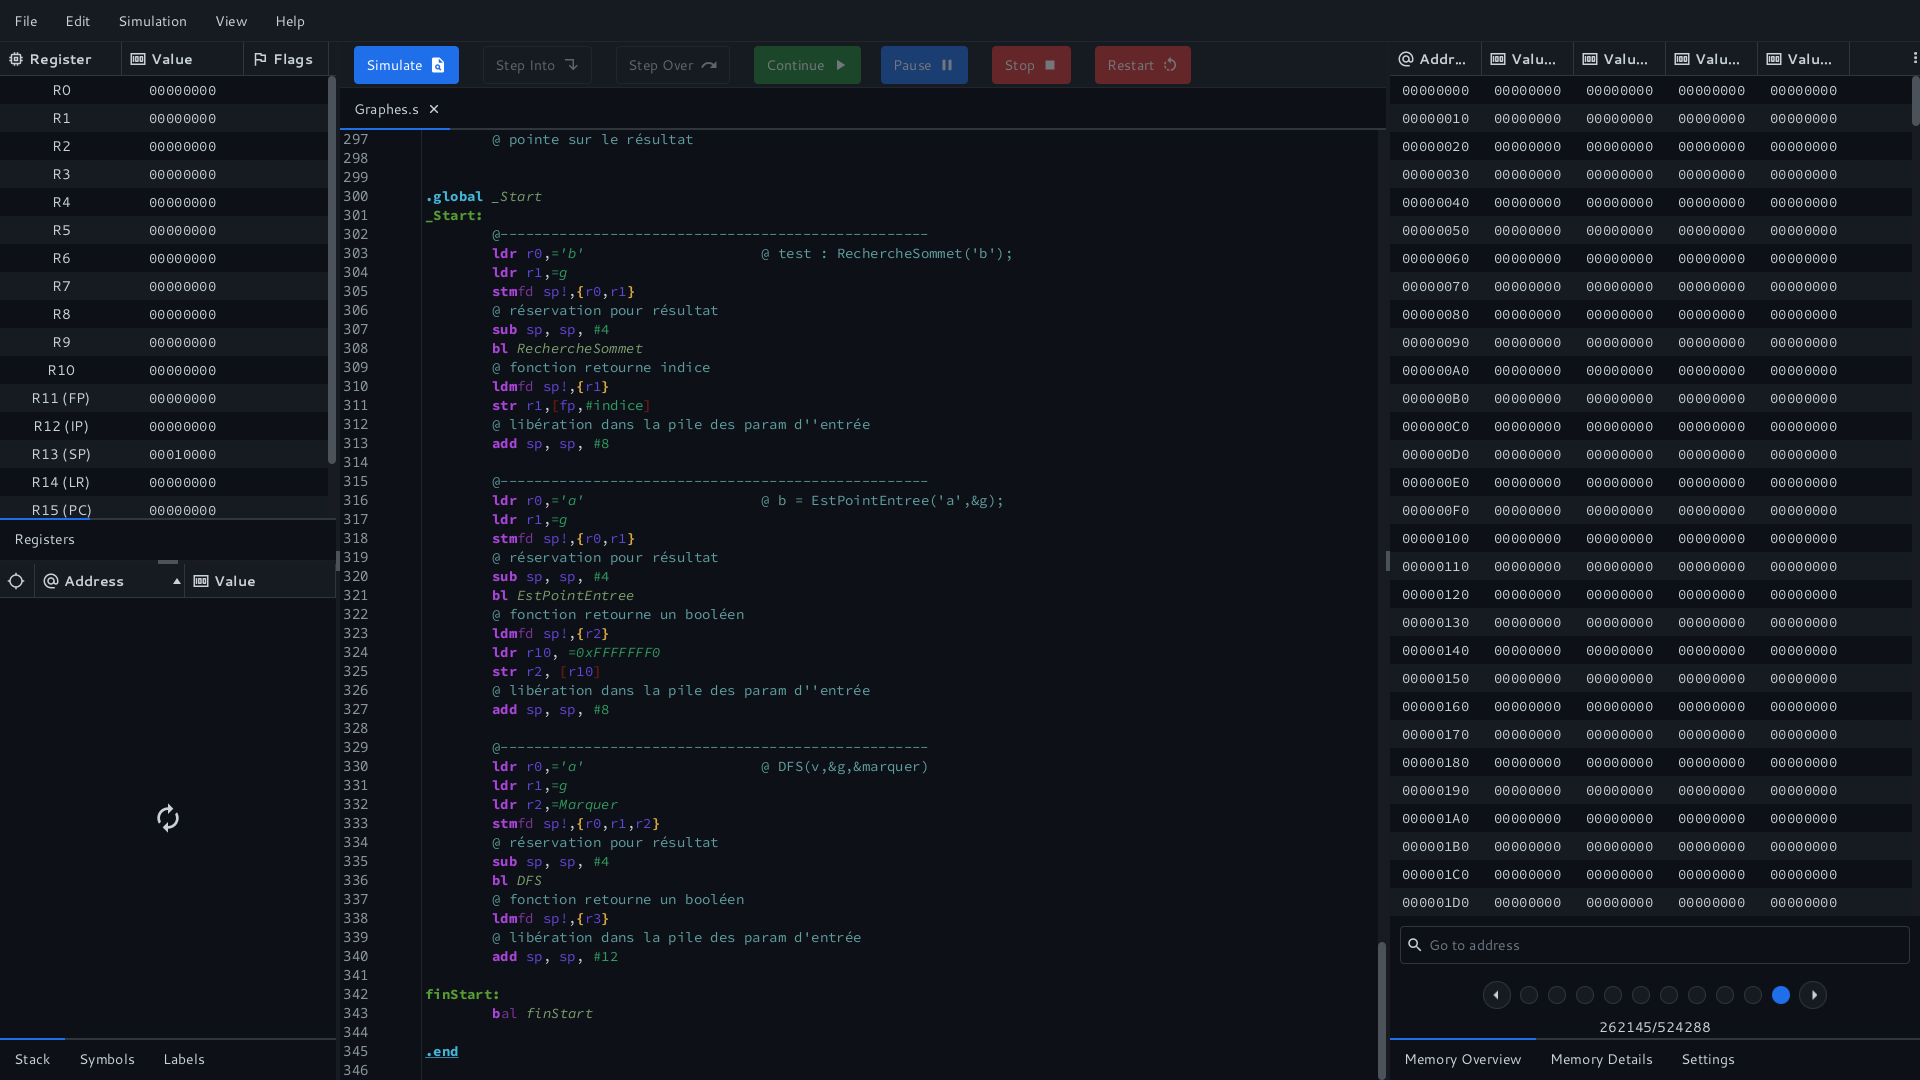 File Edit Simulation View Help
Register Value Flags
R0 00000000
R1 00000000
R2 00000000
R3 00000000
R4 00000000
R5 00000000
R6 00000000
R7 00000000
R8 00000000
R9 00000000
R10 00000000
R11 (FP) 00000000
R12 (IP) 00000000
R13 (SP) 00010000
R14 (LR) 00000000
R15 (PC) 00000000
Registers
Address Value
Stack Symbols Labels
Simulate Step Into Step Over Continue Pause Stop Restart
Graphes.s
297 @ pointe sur le résultat
298
299
300 .global _Start
301 _Start:
302 @---------------------------------------------------
303 ldr r0,='b' @ test : RechercheSommet('b');
304 ldr r1,=g
305 stmfd sp!,{r0,r1}
306 @ réservation pour résultat
307 sub sp, sp, #4
308 bl RechercheSommet
309 @ fonction retourne indice
310 ldmfd sp!,{r1}
311 str r1,[fp,#indice]
312 @ libération dans la pile des param d''entrée
313 add sp, sp, #8
314
315 @---------------------------------------------------
316 ldr r0,='a' @ b = EstPointEntree('a',&g);
317 ldr r1,=g
318 stmfd sp!,{r0,r1}
319 @ réservation pour résultat
320 sub sp, sp, #4
321 bl EstPointEntree
322 @ fonction retourne un booléen
323 ldmfd sp!,{r2}
324 ldr r10, =0xFFFFFFF0
325 str r2, [r10]
326 @ libération dans la pile des param d''entrée
327 add sp, sp, #8
328
329 @---------------------------------------------------
330 ldr r0,='a' @ DFS(v,&g,&marquer)
331 ldr r1,=g
332 ldr r2,=Marquer
333 stmfd sp!,{r0,r1,r2}
334 @ réservation pour résultat
335 sub sp, sp, #4
336 bl DFS
337 @ fonction retourne un booléen
338 ldmfd sp!,{r3}
339 @ libération dans la pile des param d'entrée
340 add sp, sp, #12
341
342 finStart:
343 bal finStart
344
345 .end
346
Addr... Valu... Valu... Valu... Valu...
00000000 00000000 00000000 00000000 00000000
00000010 00000000 00000000 00000000 00000000
00000020 00000000 00000000 00000000 00000000
00000030 00000000 00000000 00000000 00000000
00000040 00000000 00000000 00000000 00000000
00000050 00000000 00000000 00000000 00000000
00000060 00000000 00000000 00000000 00000000
00000070 00000000 00000000 00000000 00000000
00000080 00000000 00000000 00000000 00000000
00000090 00000000 00000000 00000000 00000000
000000A0 00000000 00000000 00000000 00000000
000000B0 00000000 00000000 00000000 00000000
000000C0 00000000 00000000 00000000 00000000
000000D0 00000000 00000000 00000000 00000000
000000E0 00000000 00000000 00000000 00000000
000000F0 00000000 00000000 00000000 00000000
00000100 00000000 00000000 00000000 00000000
00000110 00000000 00000000 00000000 00000000
00000120 00000000 00000000 00000000 00000000
00000130 00000000 00000000 00000000 00000000
00000140 00000000 00000000 00000000 00000000
00000150 00000000 00000000 00000000 00000000
00000160 00000000 00000000 00000000 00000000
00000170 00000000 00000000 00000000 00000000
00000180 00000000 00000000 00000000 00000000
00000190 00000000 00000000 00000000 00000000
000001A0 00000000 00000000 00000000 00000000
000001B0 00000000 00000000 00000000 00000000
000001C0 00000000 00000000 00000000 00000000
000001D0 00000000 00000000 00000000 00000000
Go to address
262145/524288
Memory Overview Memory Details Settings